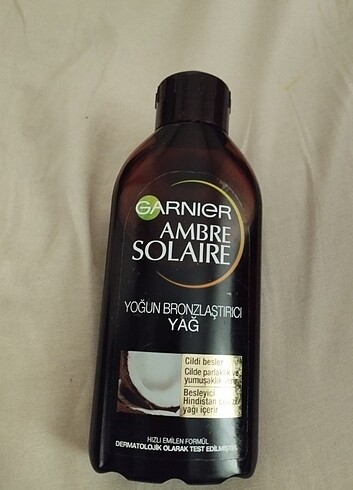 GARNIER
AMBRE
SOLAIRE
YOĞUN BRONZLAŞTIRICI
YAĞ
Cildi besler
Cilde parlaklık ve
yumuşaklık
Besleyici
Hindistan
yağı içerir
HIZLI EMİLEN FORMÜL
DERMATOLOJİK OLARAK TEST EDİLMİŞTİR